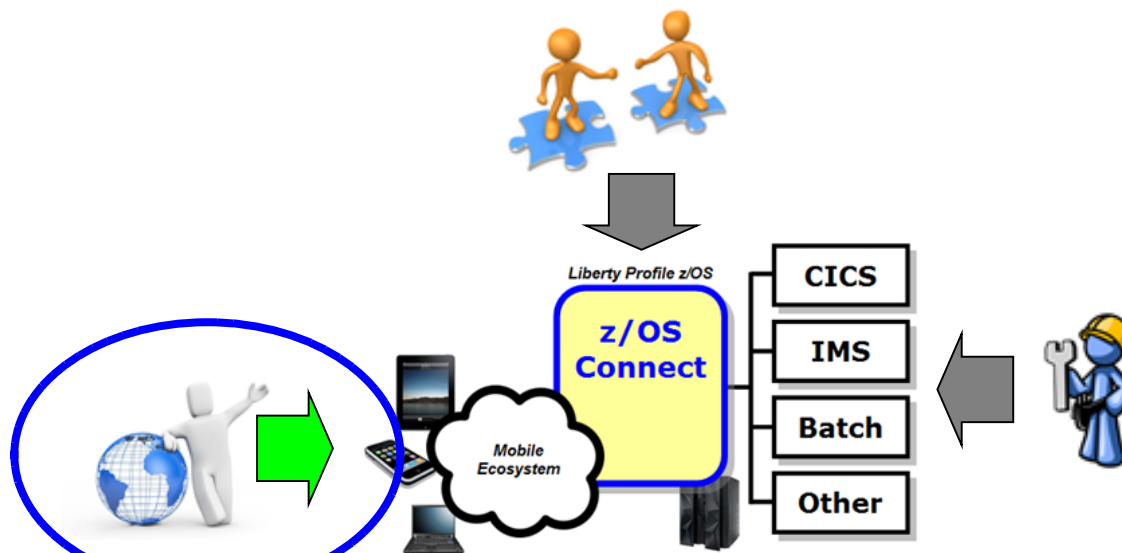 Liberty Profile z/OS
z/OS
Connect
CICS
IMS
Batch
Other
Mobile
Ecosystem